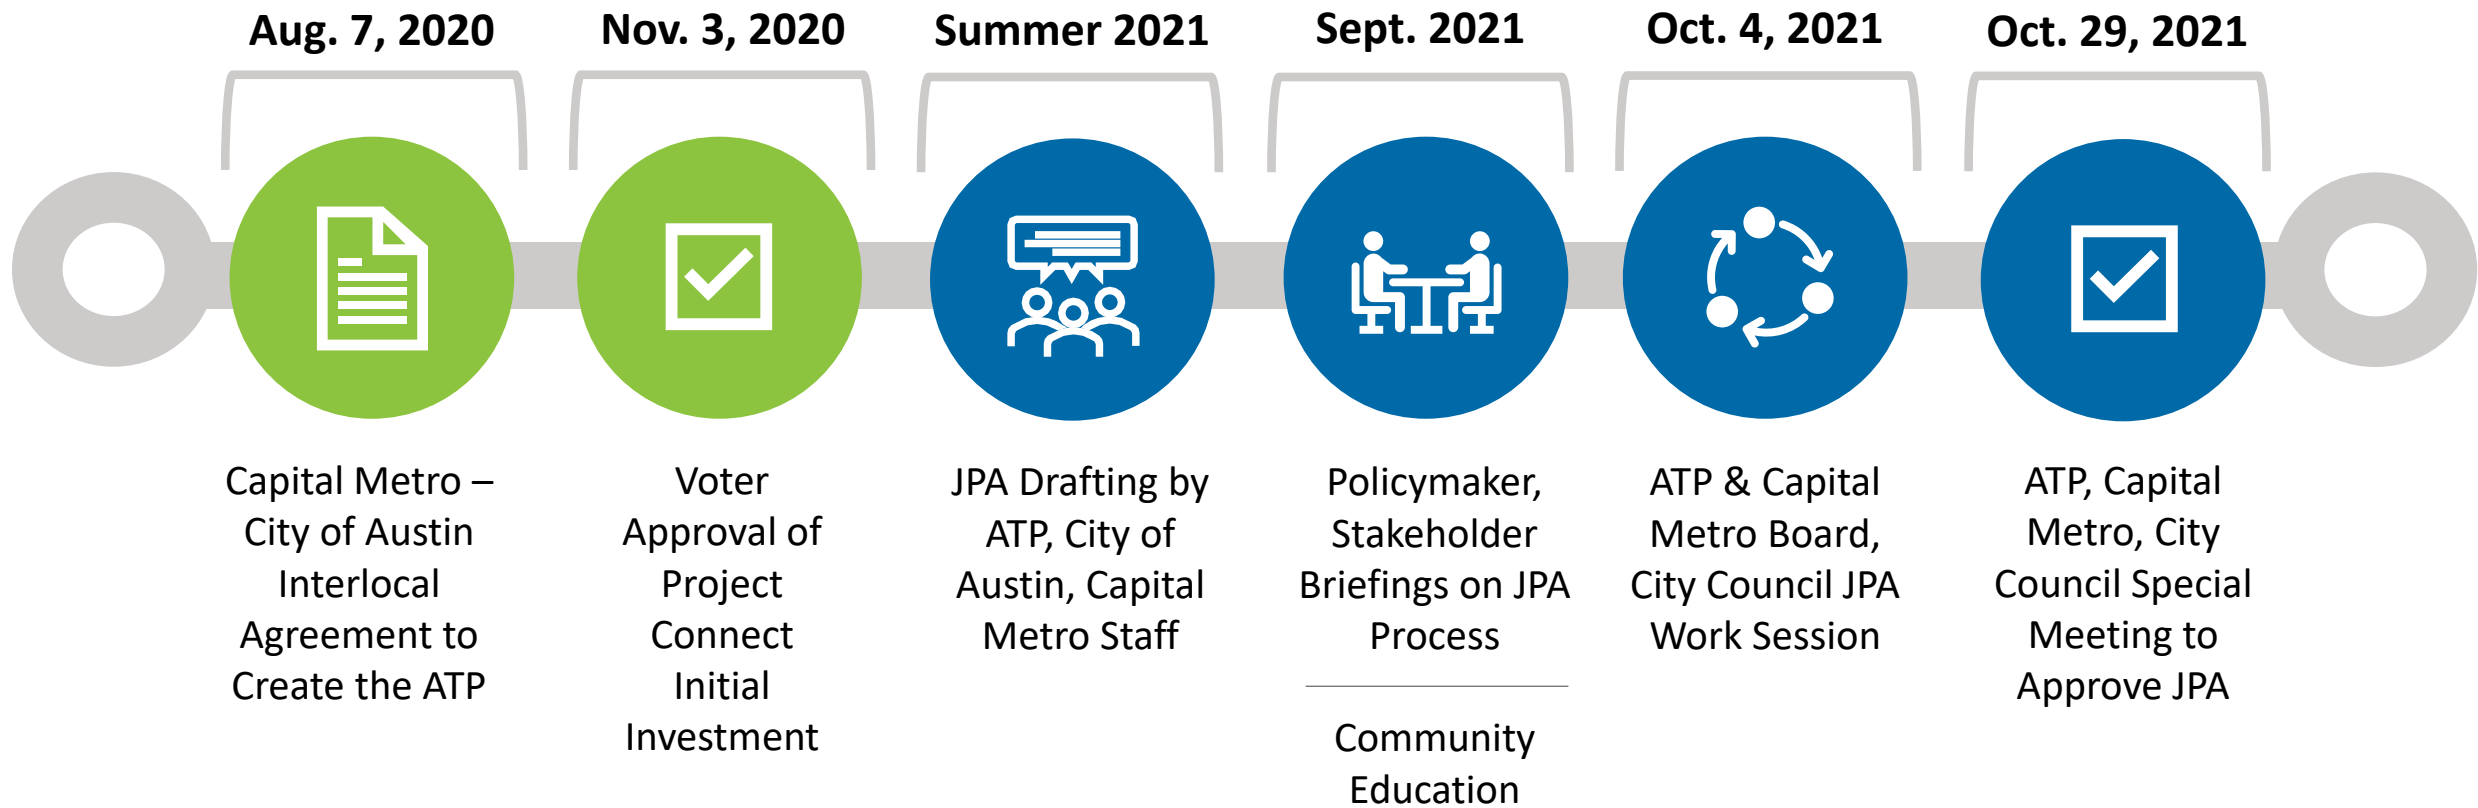 Aug. 7, 2020
Capital Metro –
City of Austin
Interlocal
Agreement to
Create the ATP
Nov. 3, 2020
Voter
Approval of
Project
Connect
Initial
Investment
Summer 2021
JPA Drafting by
ATP, City of
Austin, Capital
Metro Staff
Sept. 2021
Policymaker,
Stakeholder
Briefings on JPA
Process
Community
Education
Oct. 4, 2021
ATP & Capital
Metro Board,
City Council JPA
Work Session
Oct. 29, 2021
ATP, Capital
Metro, City
Council Special
Meeting to
Approve JPA